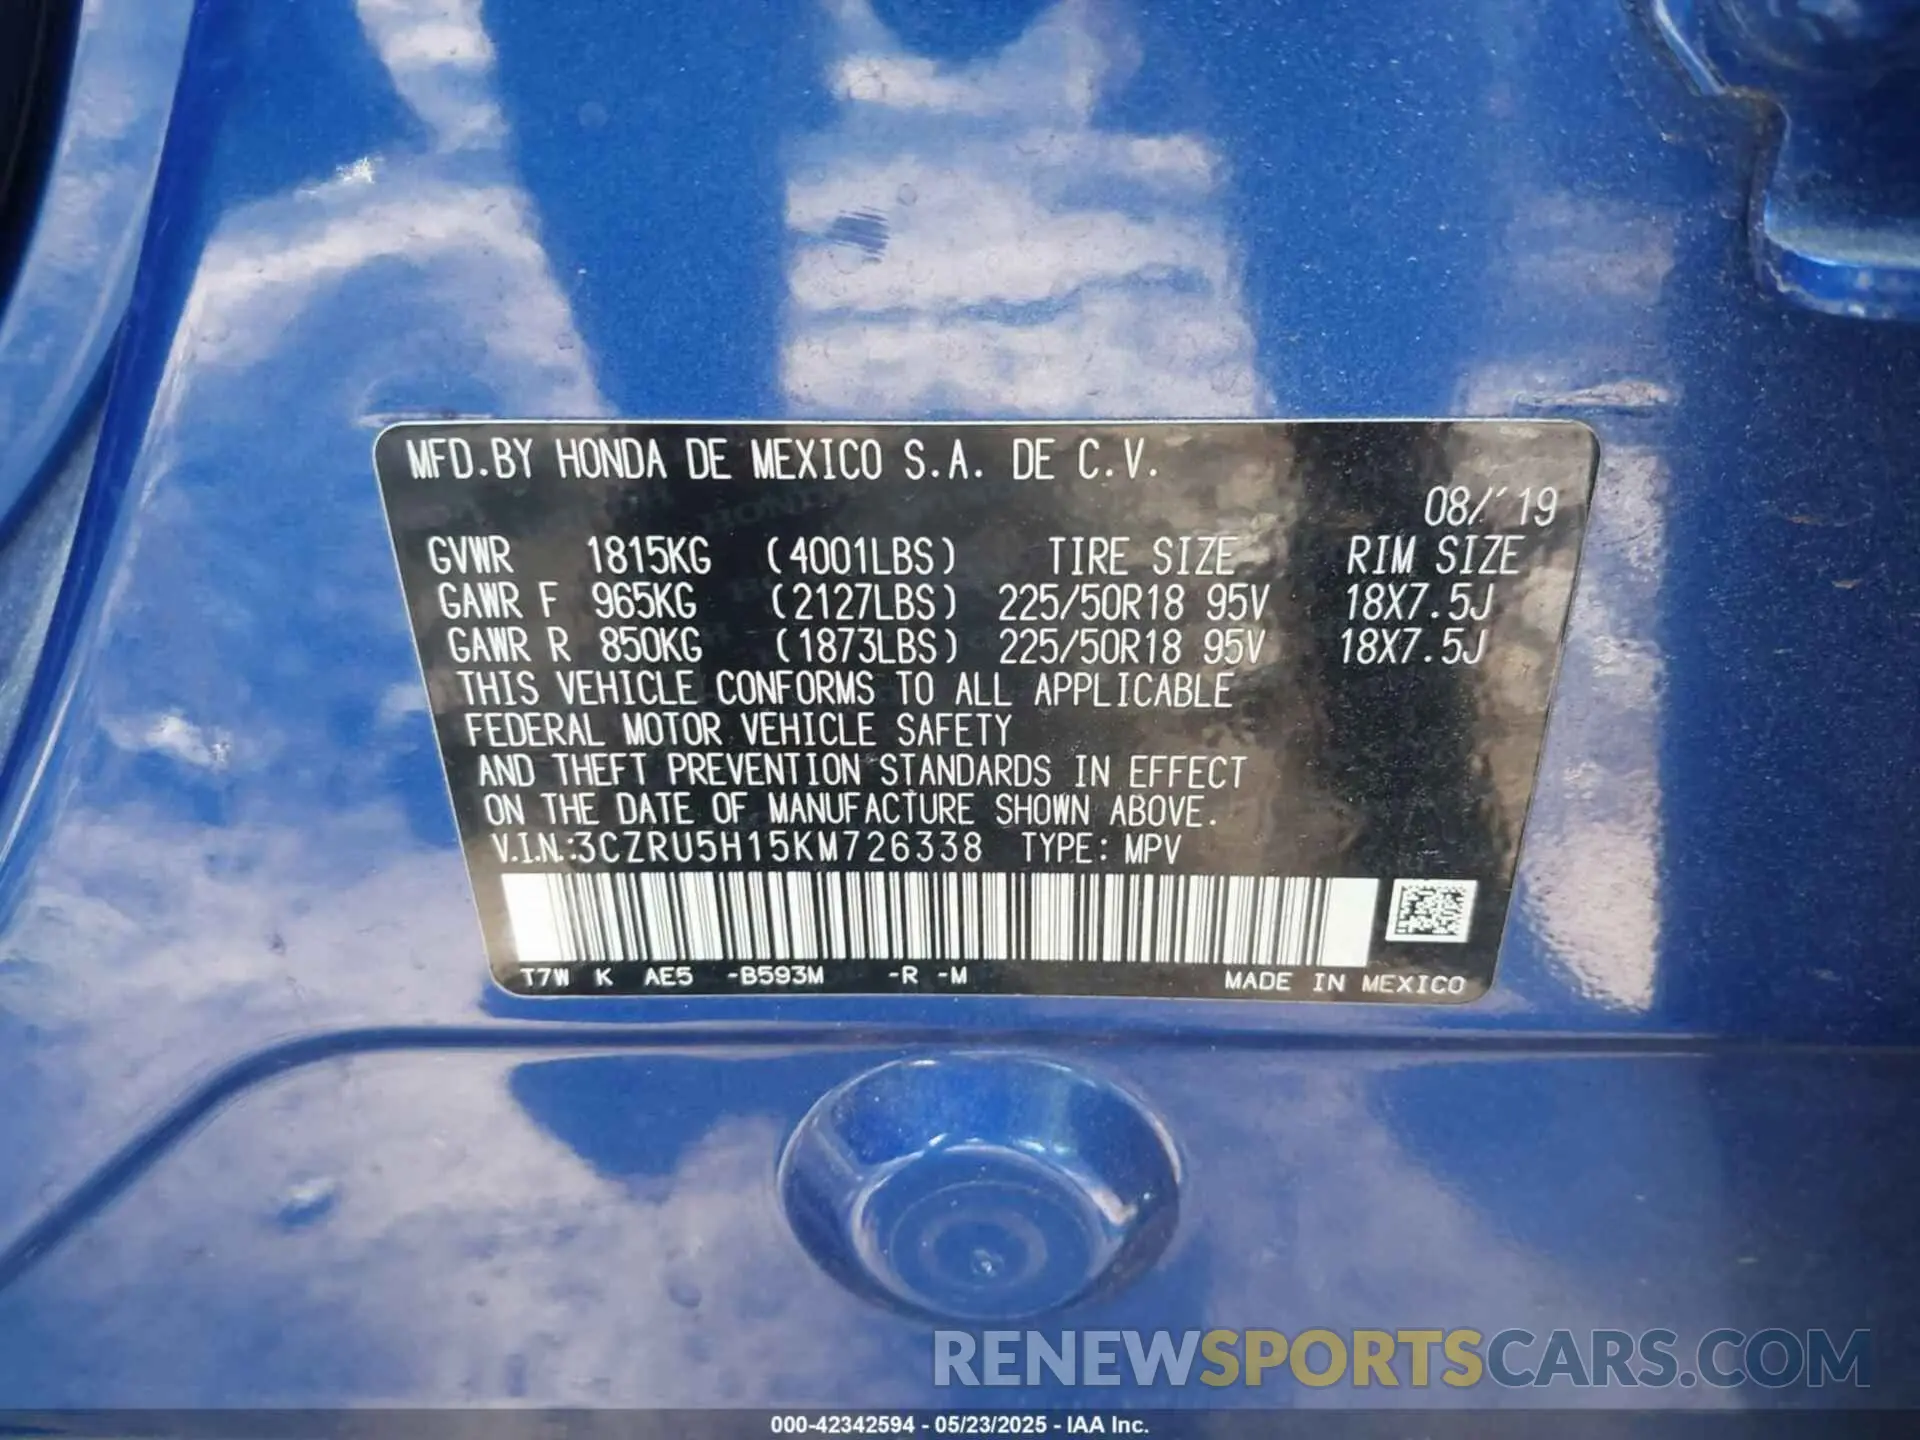 MFD.BY HONDA DE MEXICO S.A. DE C.V.
08/'19
GVWR 1815KG (4001LBS) TIRE SIZE RIM SIZE
GAWR F 965KG (2127LBS) 225/50R18 95V 18X7.5J
GAWR R 850KG (1873LBS) 225/50R18 95V 18X7.5J
THIS VEHICLE CONFORMS TO ALL APPLICABLE
FEDERAL MOTOR VEHICLE SAFETY
AND THEFT PREVENTION STANDARDS IN EFFECT
ON THE DATE OF MANUFACTURE SHOWN ABOVE.
V.I.N.:3CZRU5H15KM726338 TYPE: MPV
T7W K AE5 -B593M -R -M MADE IN MEXICO
RENEWSPORTSCARS.COM
000-42342594 - 05/23/2025 - IAA Inc.